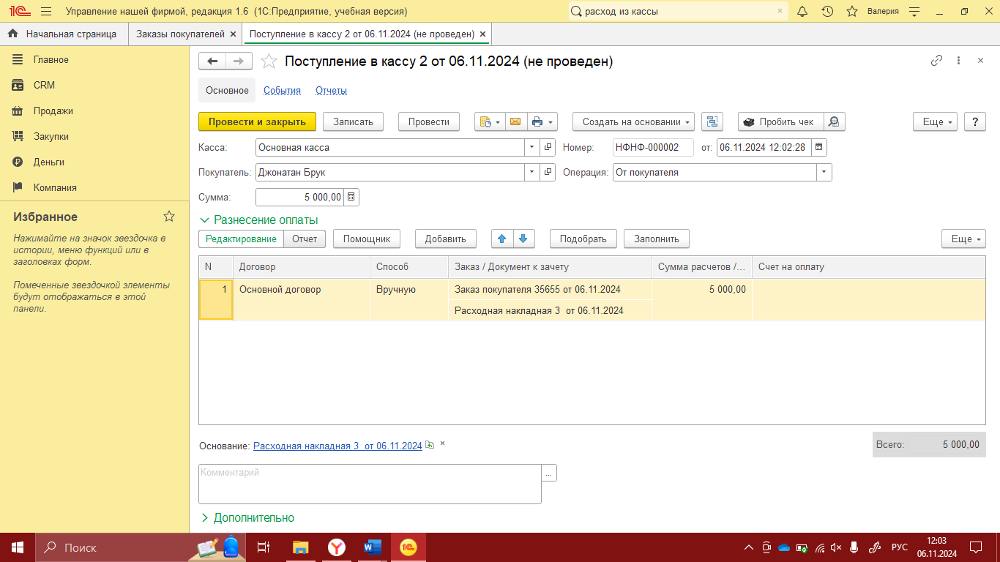 1С Управление нашей фирмой, редакция 1.6 (1С:Предприятие, учебная версия) расход из кассы × Валерия
Начальная страница Заказы покупателей × Поступление в кассу 2 от 06.11.2024 (не проведен) ×
Главное
CRM
Продажи
Закупки
Деньги
Компания
Избранное
Нажимайте на значок звездочка в
истории, меню функций или в
заголовках форм.
Помеченные звездочкой элементы
будут отображаться в этой
панели.
Поступление в кассу 2 от 06.11.2024 (не проведен)
Основное События Отчеты
Провести и закрыть Записать Провести Создать на основании Пробить чек Еще ?
Касса: Основная касса Номер: НФНФ-000002 от: 06.11.2024 12:02:28
Покупатель: Джонатан Брук Операция: От покупателя
Сумма: 5 000,00
Разнесение оплаты
Редактирование Отчет Помощник Добавить Подобрать Заполнить Еще
N Договор Способ Заказ / Документ к зачету Сумма расчетов /... Счет на оплату
1 Основной договор Вручную Заказ покупателя 35655 от 06.11.2024 5 000,00
Расходная накладная 3 от 06.11.2024
Основание: Расходная накладная 3 от 06.11.2024 × Всего: 5 000,00
Комментарий ...
Дополнительно
Поиск РУС 12:03
06.11.2024